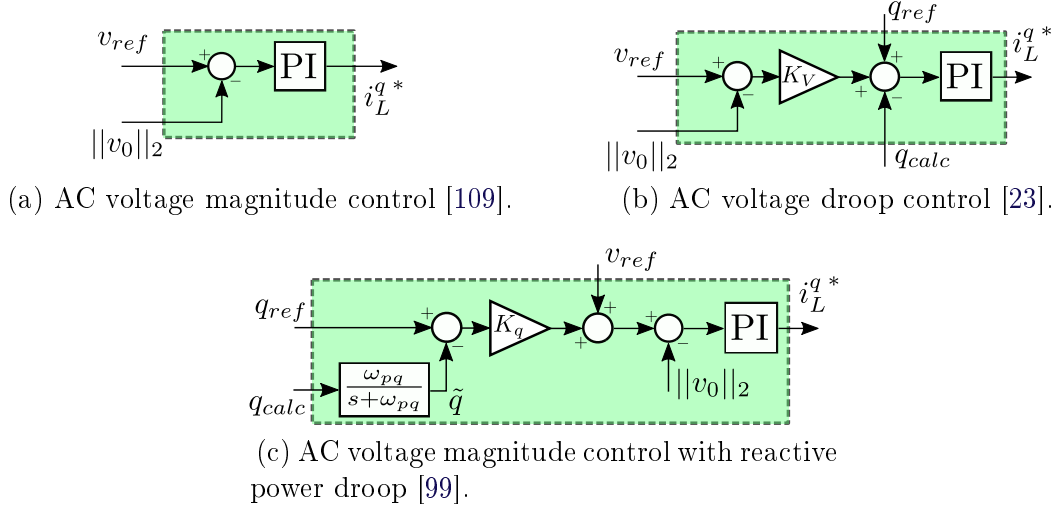 v_ref
+
−
PI
i_L^q *
||v_0||_2
(a) AC voltage magnitude control [109].
q_ref
v_ref
+
−
K_V
+
+
−
PI
i_L^q *
||v_0||_2
q_calc
(b) AC voltage droop control [23].
v_ref
q_ref
+
−
K_q
+
+
+
−
PI
i_L^q *
||v_0||_2
q_calc
ω_pq
s+ω_pq
q̃
(c) AC voltage magnitude control with reactive
power droop [99].